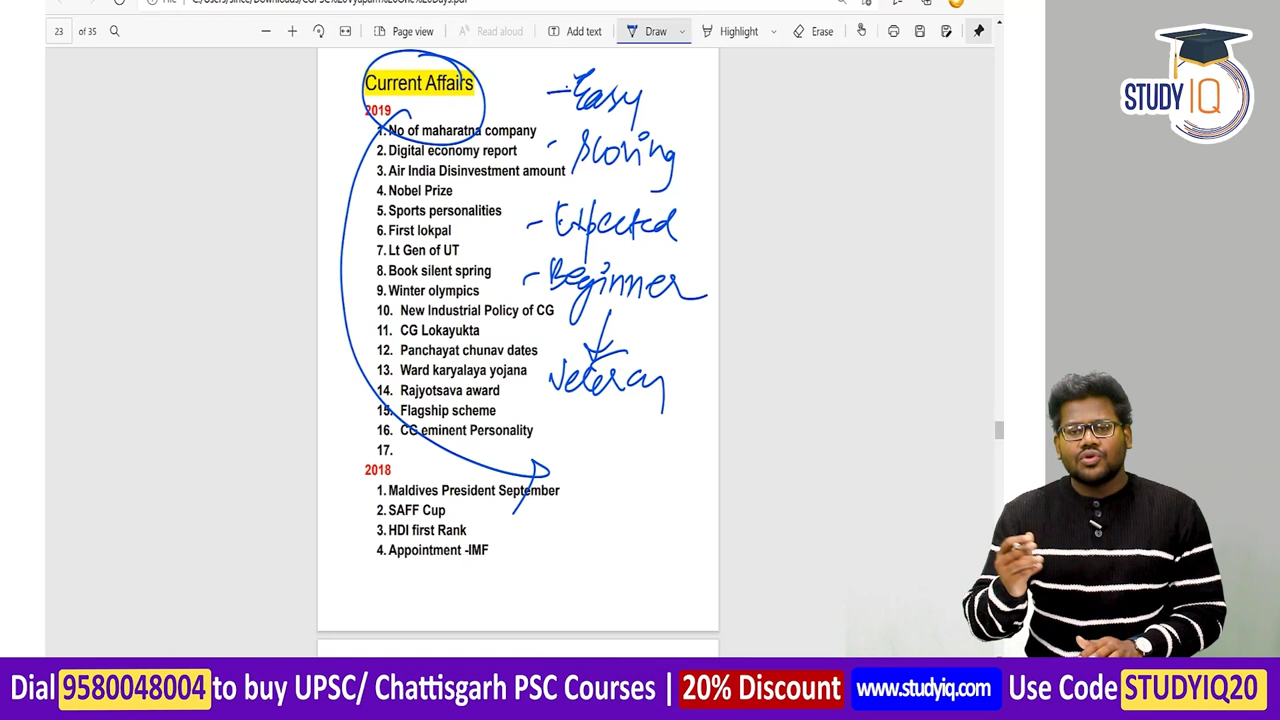 23 of 35
Page view
Read aloud
Add text
Draw
Highlight
Erase
Current Affairs
2019
1. No of maharatna company
2. Digital economy report
3. Air India Disinvestment amount
4. Nobel Prize
5. Sports personalities
6. First lokpal
7. Lt Gen of UT
8. Book silent spring
9. Winter olympics
10. New Industrial Policy of CG
11. CG Lokayukta
12. Panchayat chunav dates
13. Ward karyalaya yojana
14. Rajyotsava award
15. Flagship scheme
16. CG eminent Personality
17.
2018
1. Maldives President September
2. SAFF Cup
3. HDI first Rank
4. Appointment -IMF
- Easy
- Scoring
- Expected
- Beginner
Veteran
STUDY IQ
Dial 9580048004 to buy UPSC/ Chattisgarh PSC Courses | 20% Discount www.studyiq.com Use Code STUDYIQ20